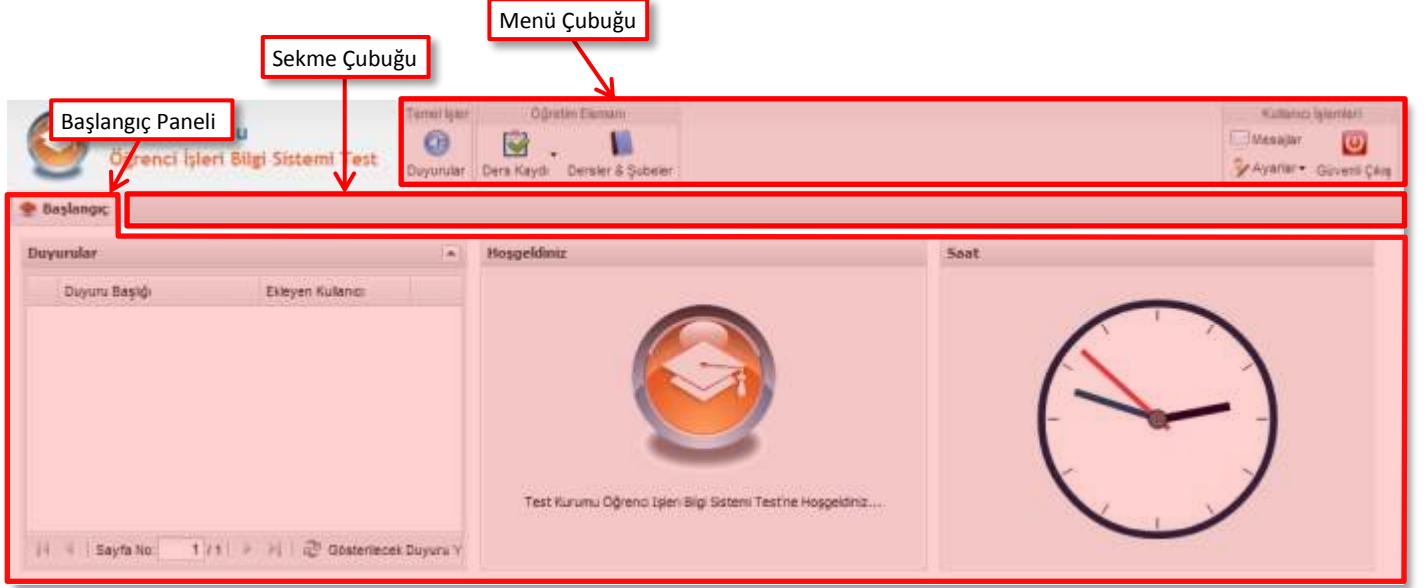 Menü Çubuğu
Sekme Çubuğu
Başlangıç Paneli
Öğrenci İşleri Bilgi Sistemi Test
Temel İşler
Duyurular
Öğretim Elemanı
Ders Kaydı
Dersler & Şubeler
Kullanıcı İşlemleri
Mesajlar
Ayarlar
Güvenli Çıkış
Başlangıç
Duyurular
Duyuru Başlığı
Ekleyen Kullanıcı
Sayfa No: 1 / 1
Gösterilecek Duyuru Y
Hoşgeldiniz
Test Kurumu Öğrenci İşleri Bilgi Sistemi Test'ne Hoşgeldiniz...
Saat